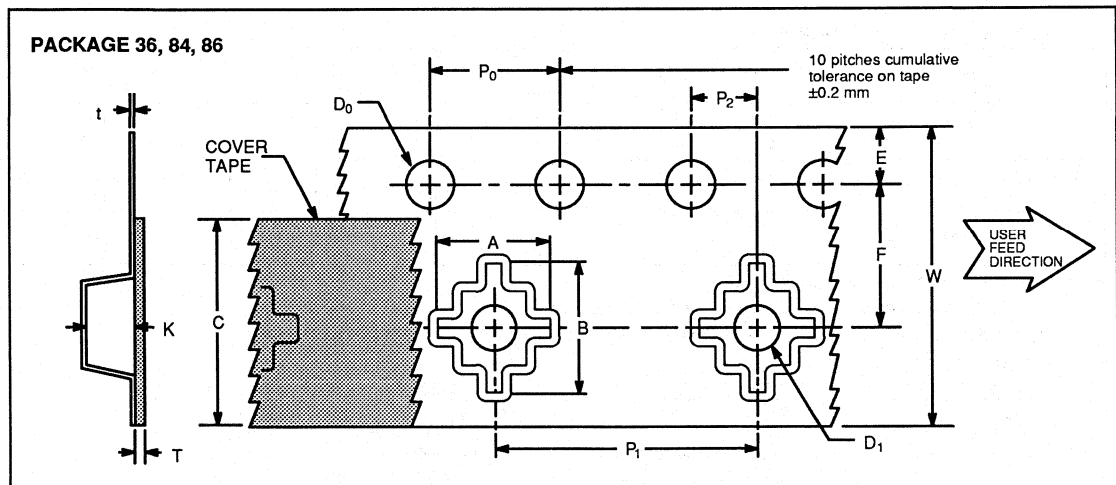 PACKAGE 36, 84, 86
10 pitches cumulative
tolerance on tape
±0.2 mm
P0
P2
D0
t
COVER
TAPE
E
A
F
W
USER
FEED
DIRECTION
C
K
B
P1
D1
T